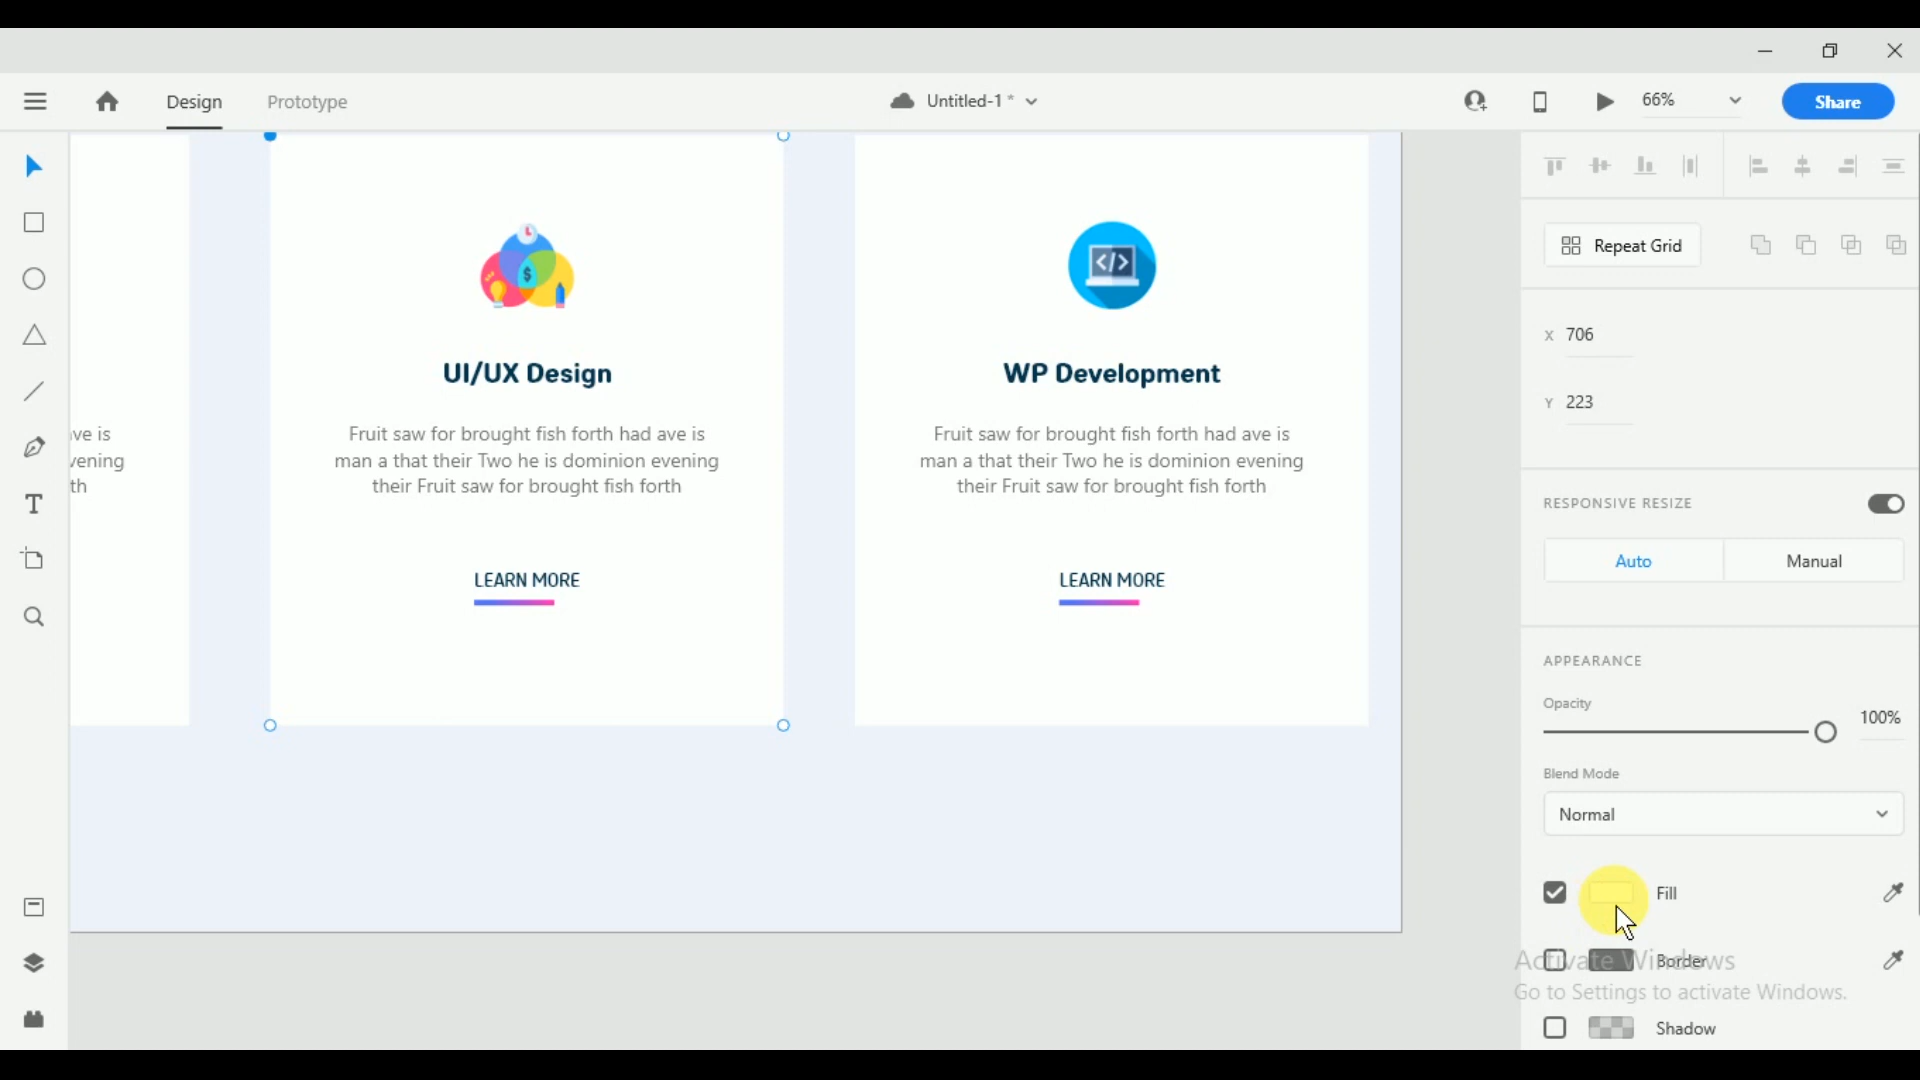 Design
Prototype
Untitled-1 *
66%
Share
Repeat Grid
X 706
Y 223
RESPONSIVE RESIZE
Auto
Manual
APPEARANCE
Opacity
100%
Blend Mode
Normal
Fill
Border
Shadow
Activate Windows
Go to Settings to activate Windows.
ave is
vening
th
$
UI/UX Design
Fruit saw for brought fish forth had ave is
man a that their Two he is dominion evening
their Fruit saw for brought fish forth
LEARN MORE
</>
WP Development
Fruit saw for brought fish forth had ave is
man a that their Two he is dominion evening
their Fruit saw for brought fish forth
LEARN MORE